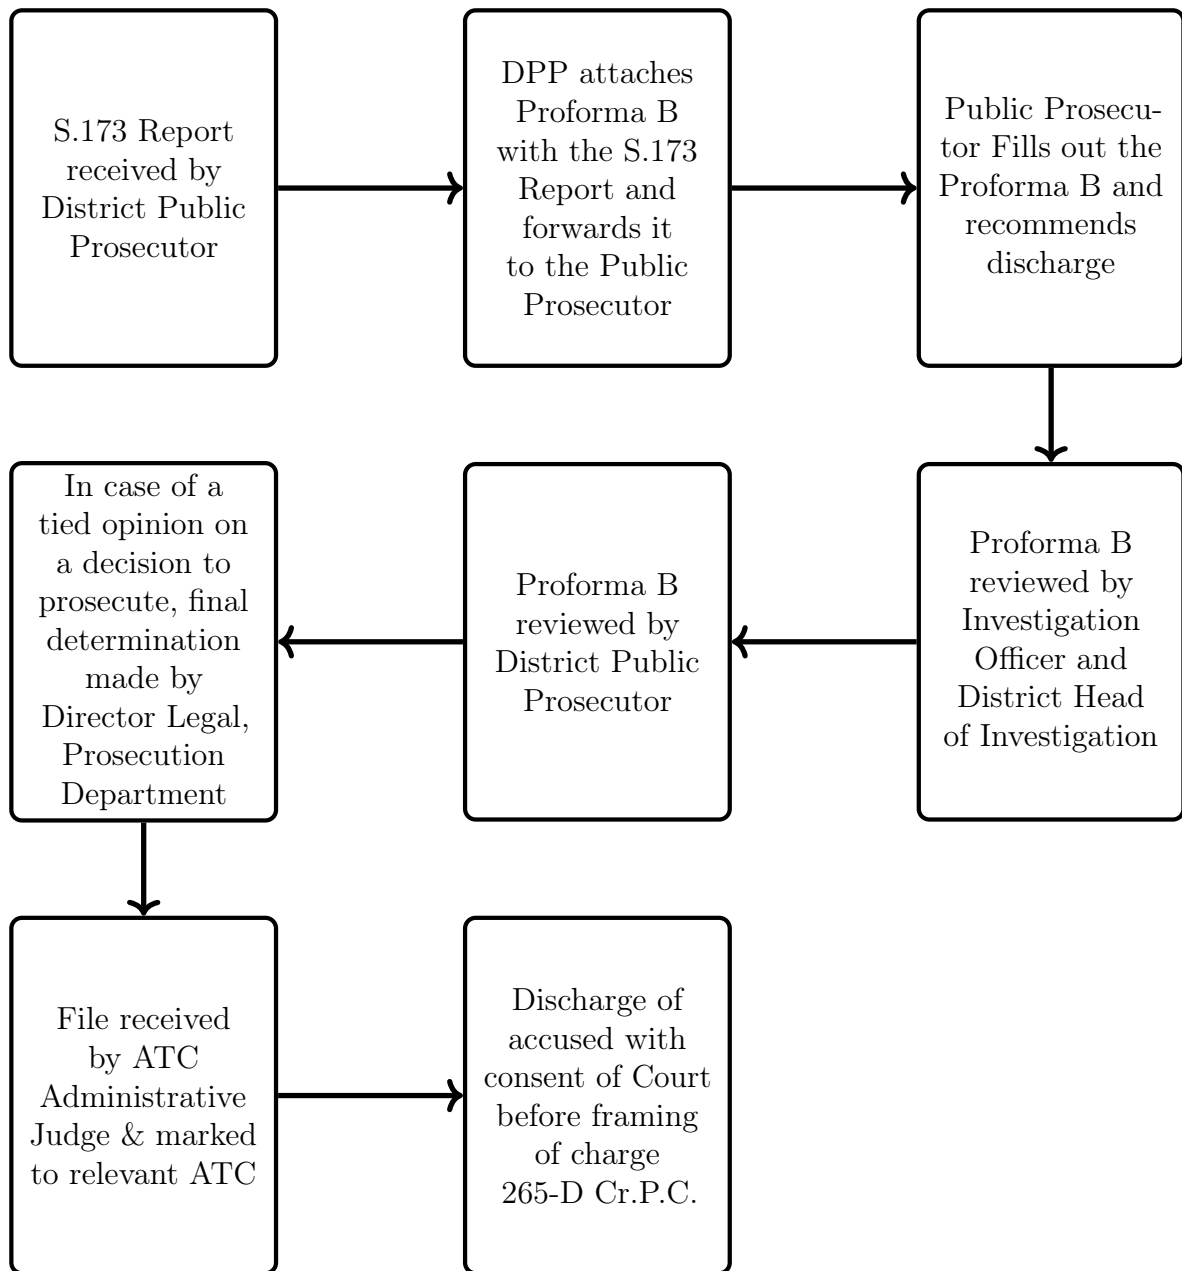 S.173 Report
received by
District Public
Prosecutor
DPP attaches
Proforma B
with the S.173
Report and
forwards it
to the Public
Prosecutor
Public Prosecu-
tor Fills out the
Proforma B and
recommends
discharge
Proforma B
reviewed by
Investigation
Officer and
District Head
of Investigation
Proforma B
reviewed by
District Public
Prosecutor
In case of a
tied opinion on
a decision to
prosecute, final
determination
made by
Director Legal,
Prosecution
Department
File received
by ATC
Administrative
Judge & marked
to relevant ATC
Discharge of
accused with
consent of Court
before framing
of charge
265-D Cr.P.C.